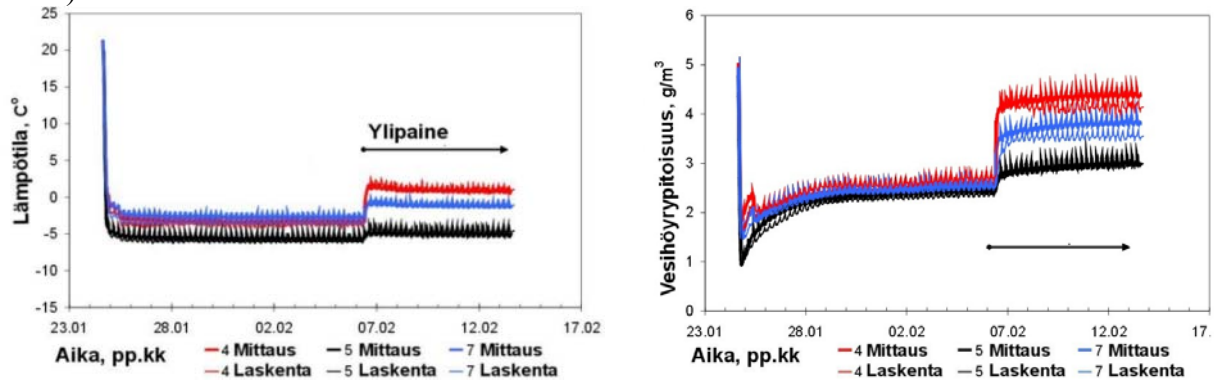 )
25
20
15
10
5
0
-5
-10
-15
Lämpötila, C°
Ylipaine
23.01 28.01 02.02 07.02 12.02 17.02
Aika, pp.kk
4 Mittaus 5 Mittaus 7 Mittaus
4 Laskenta 5 Laskenta 7 Laskenta
6
5
4
3
2
1
0
Vesihöyrypitoisuus, g/m³
23.01 28.01 02.02 07.02 12.02 17.02
Aika, pp.kk
4 Mittaus 5 Mittaus 7 Mittaus
4 Laskenta 5 Laskenta 7 Laskenta